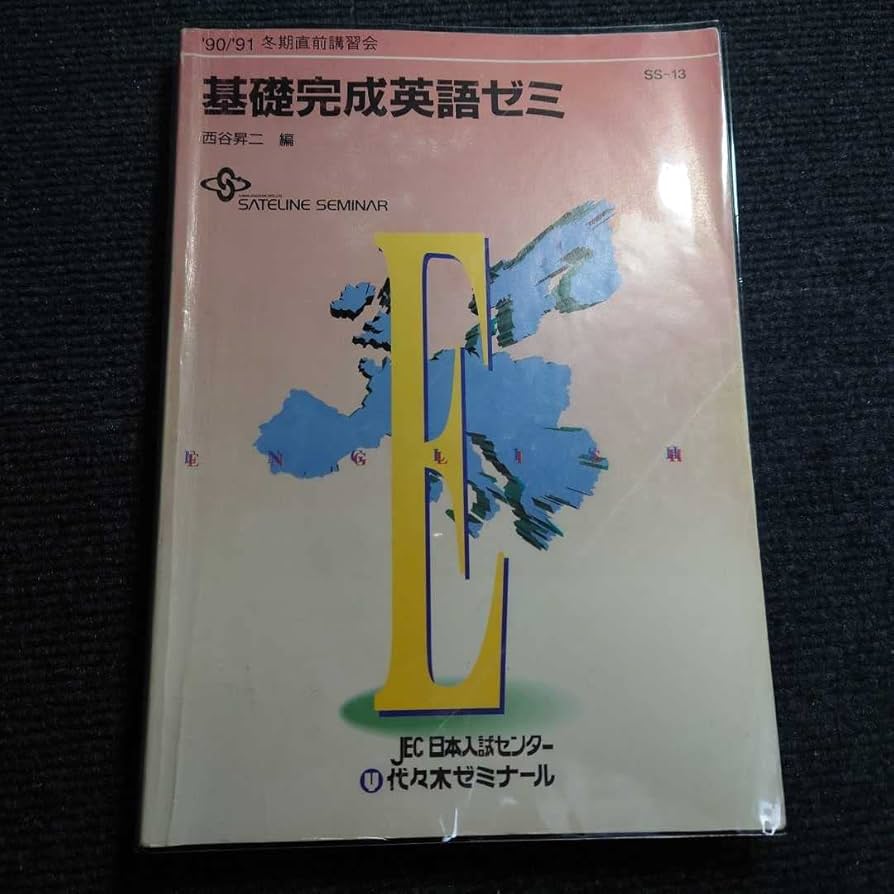 '90/'91 冬期直前講習会
SS-13
基礎完成英語ゼミ
西谷昇二 編
SATELINE SEMINAR
E
ENGLISH
JEC 日本入試センター
代々木ゼミナール